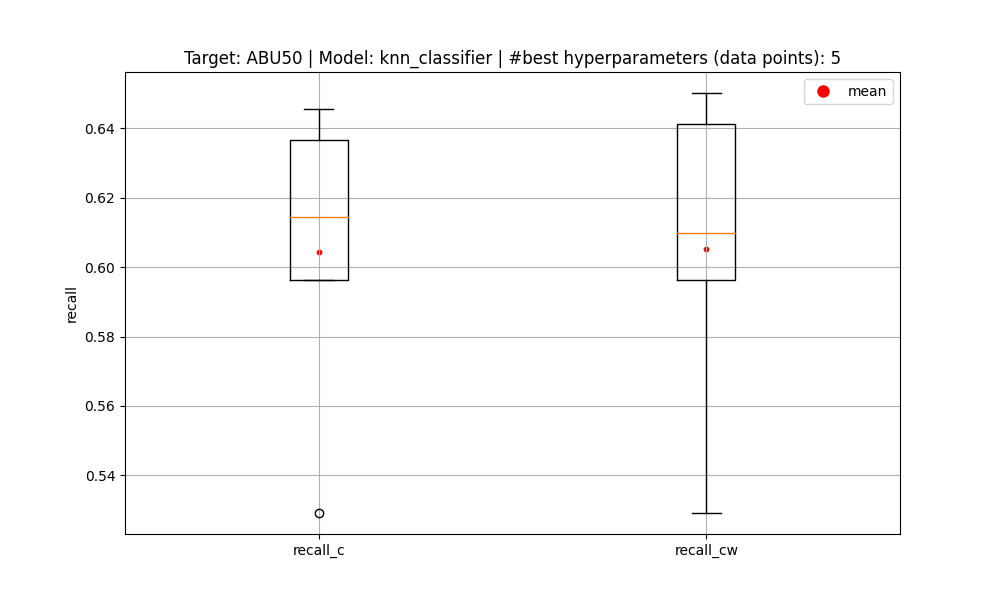 Target: ABU50 | Model: knn_classifier | #best hyperparameters (data points): 5
mean
0.64
0.62
0.60
0.58
0.56
0.54
recall
recall_c
recall_cw